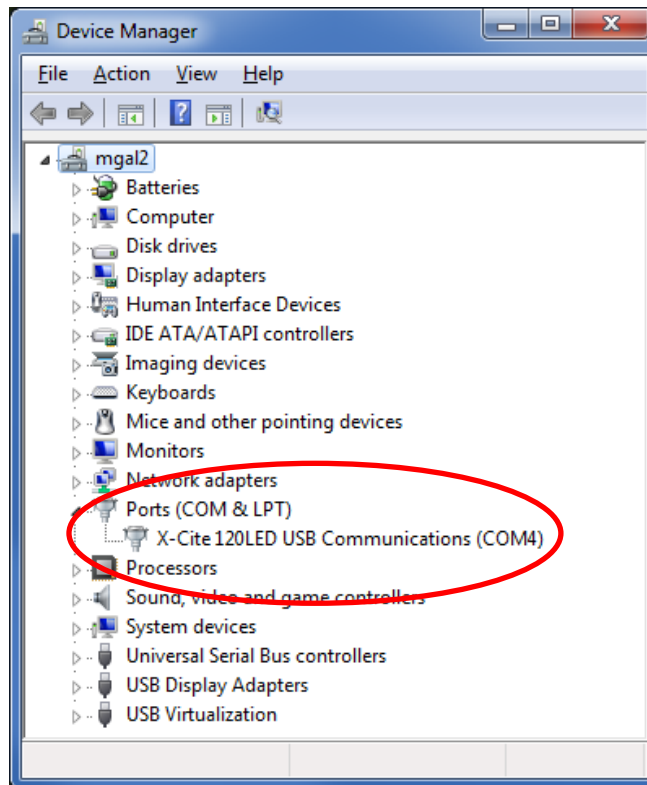 Device Manager
File Action View Help
mgal2
Batteries
Computer
Disk drives
Display adapters
Human Interface Devices
IDE ATA/ATAPI controllers
Imaging devices
Keyboards
Mice and other pointing devices
Monitors
Network adapters
Ports (COM & LPT)
X-Cite 120LED USB Communications (COM4)
Processors
Sound, video and game controllers
System devices
Universal Serial Bus controllers
USB Display Adapters
USB Virtualization